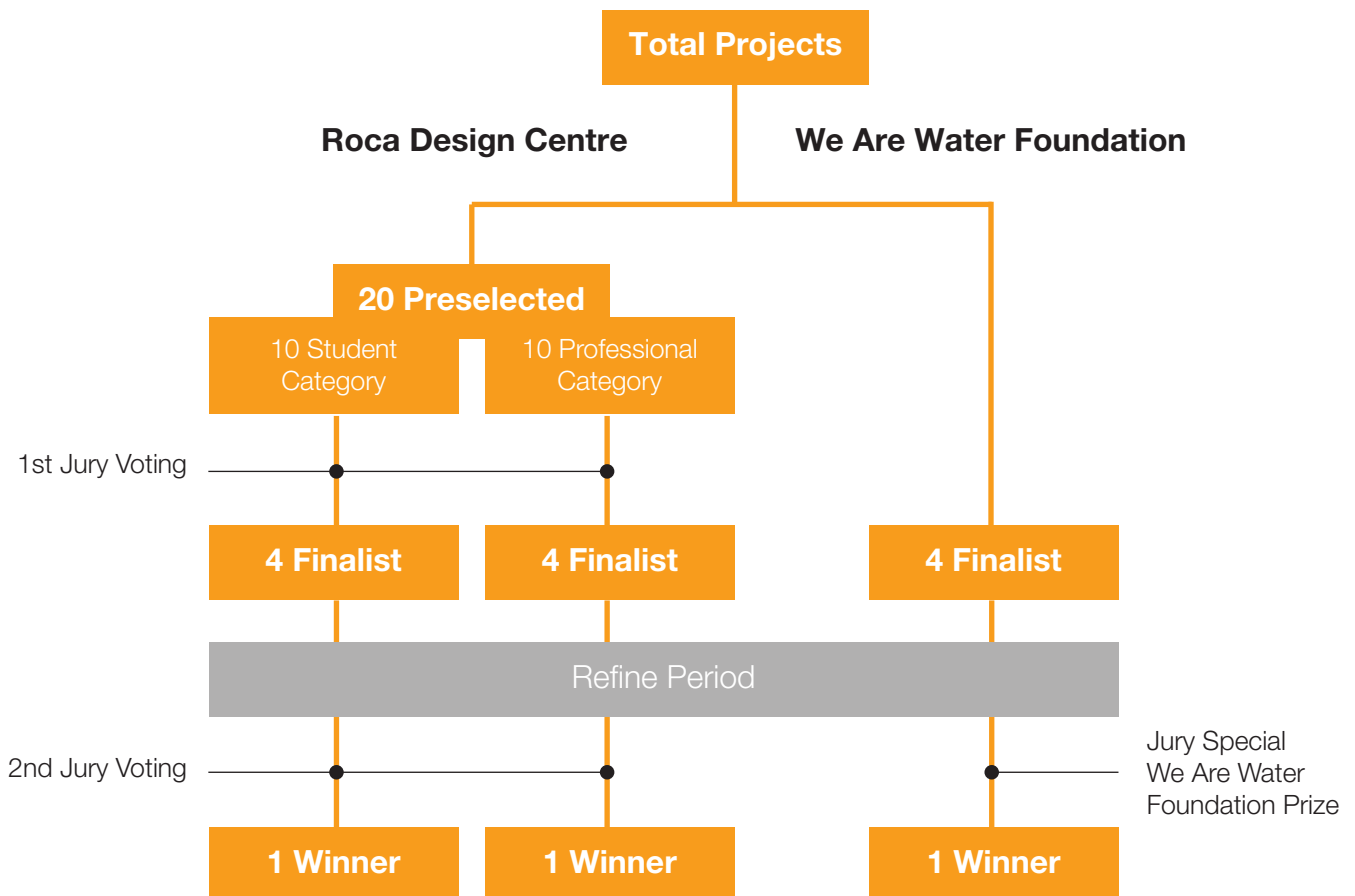 Total Projects
Roca Design Centre
We Are Water Foundation
20 Preselected
10 Student
Category
10 Professional
Category
1st Jury Voting
4 Finalist
4 Finalist
4 Finalist
Refine Period
2nd Jury Voting
Jury Special
We Are Water
Foundation Prize
1 Winner
1 Winner
1 Winner